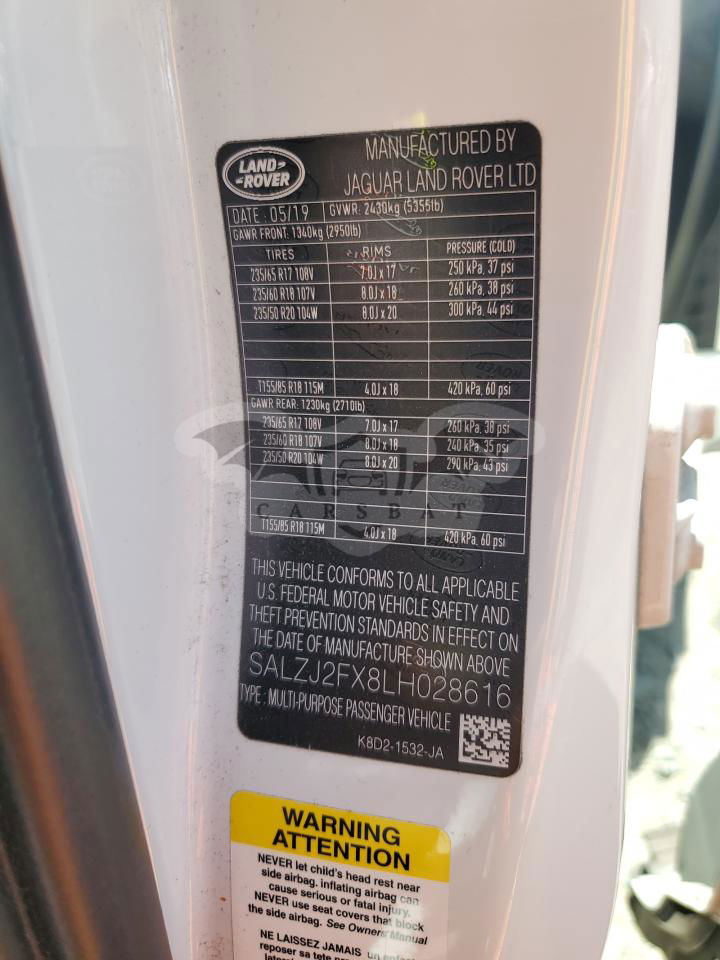 LAND ROVER
MANUFACTURED BY
JAGUAR LAND ROVER LTD
DATE : 05/19 GVWR: 2430kg (5355lb)
GAWR FRONT: 1340kg (2950lb)
TIRES RIMS PRESSURE (COLD)
235/65 R17 108V 7.0J x 17 250 kPa, 37 psi
235/60 R18 107V 8.0J x 18 260 kPa, 38 psi
235/50 R20 104W 8.0J x 20 300 kPa, 44 psi
T155/85 R18 115M 4.0J x 18 420 kPa, 60 psi
GAWR REAR: 1230kg (2710lb)
235/65 R17 108V 7.0J x 17 260 kPa, 38 psi
235/60 R18 107V 8.0J x 18 240 kPa, 35 psi
235/50 R20 104W 8.0J x 20 290 kPa, 43 psi
CARSBAT
T155/85 R18 115M 4.0J x 18 420 kPa, 60 psi
THIS VEHICLE CONFORMS TO ALL APPLICABLE
U.S. FEDERAL MOTOR VEHICLE SAFETY AND
THEFT PREVENTION STANDARDS IN EFFECT ON
THE DATE OF MANUFACTURE SHOWN ABOVE
SALZJ2FX8LH028616
TYPE : MULTI-PURPOSE PASSENGER VEHICLE
K8D2-1532-JA
WARNING
ATTENTION
NEVER let child's head rest near
side airbag. inflating airbag can
cause serious or fatal injury.
NEVER use seat covers that block
the side airbag. See Owners Manual
NE LAISSEZ JAMAIS un
reposer sa tete